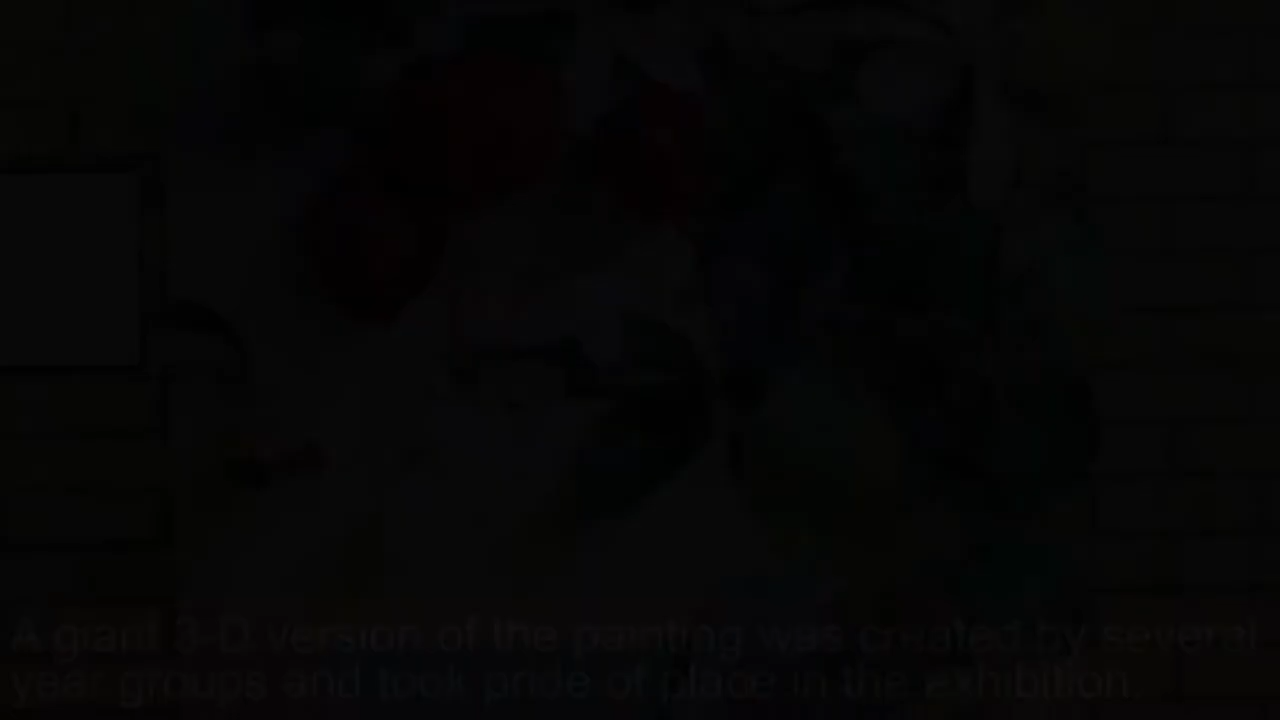 A giant 3-D version of the painting was created by several
year groups and took pride of place in the exhibition.